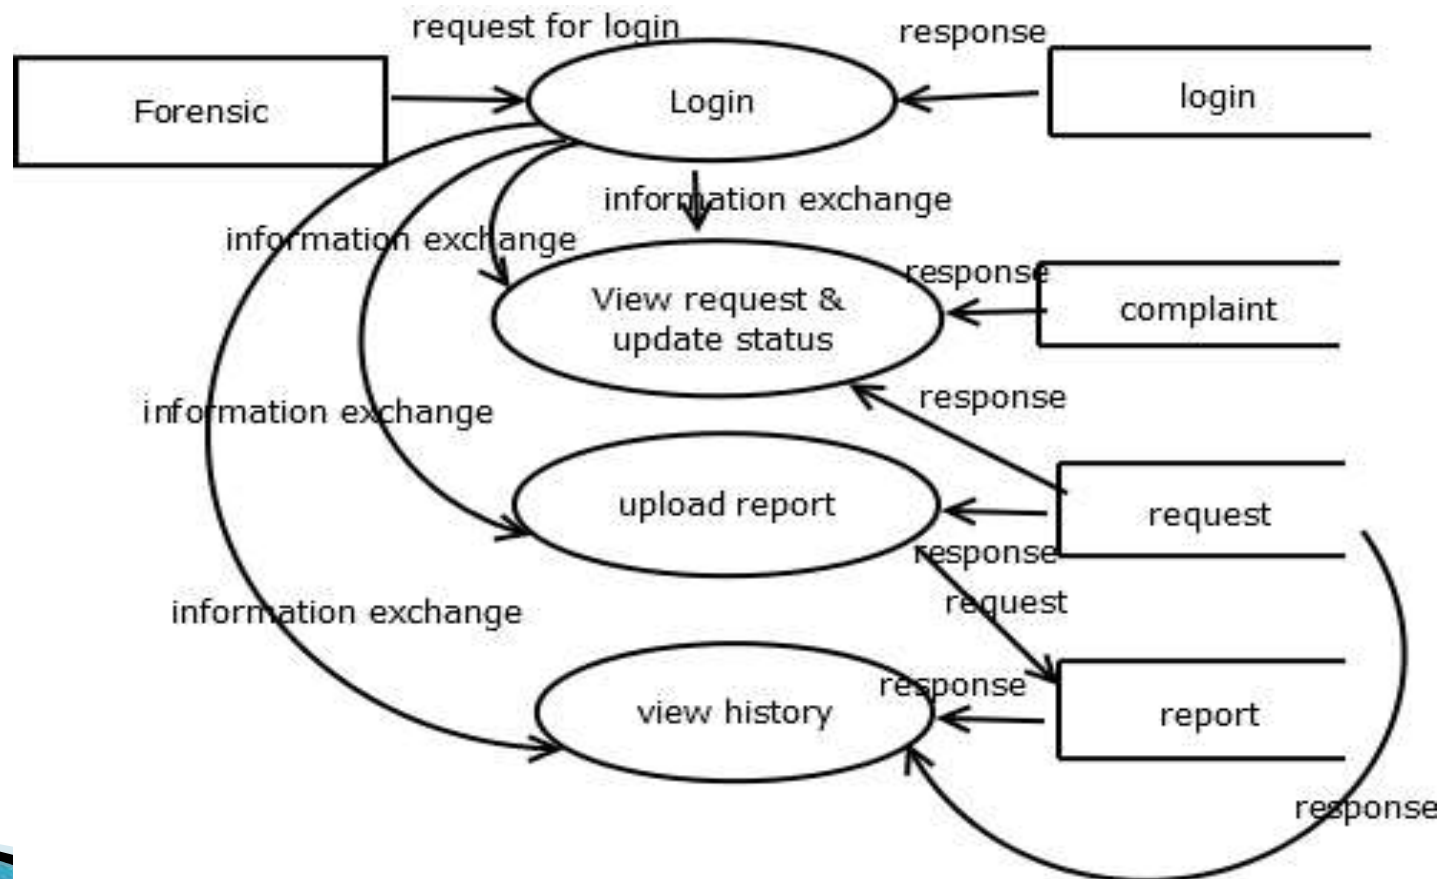 request for login
response
Forensic
Login
login
information exchange
information exchange
response
View request &
update status
complaint
response
information exchange
upload report
request
response
request
information exchange
response
view history
report
response